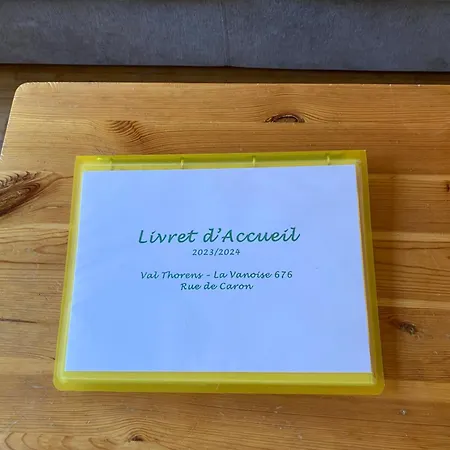 Livret d'Accueil
2023/2024
Val Thorens - La Vanoise 676
Rue de Caron